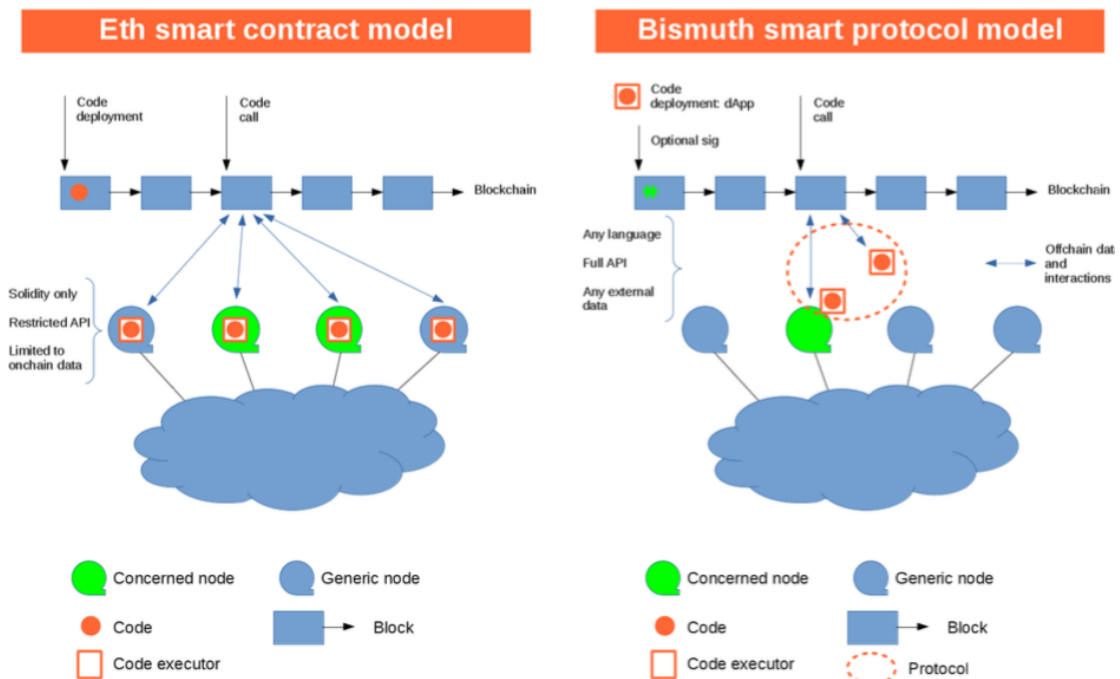 Eth smart contract model
Code
deployment
Code
call
Blockchain
Solidity only
Restricted API
Limited to
onchain data
Concerned node
Generic node
Code
Block
Code executor
Bismuth smart protocol model
Code
deployment: dApp
Optional sig
Code
call
Blockchain
Any language
Full API
Any external
data
Offchain dat
and
interactions
Concerned node
Generic node
Code
Block
Code executor
Protocol